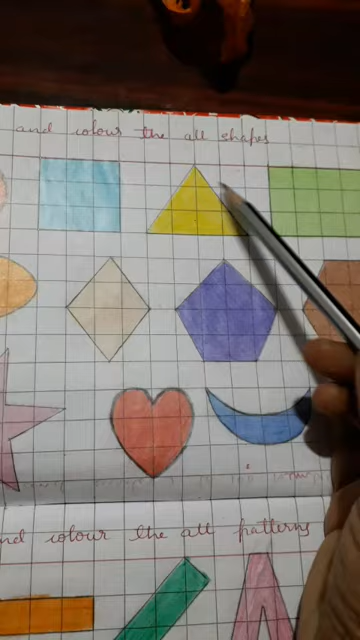 and colour the all shapes
nd colour the all patterns